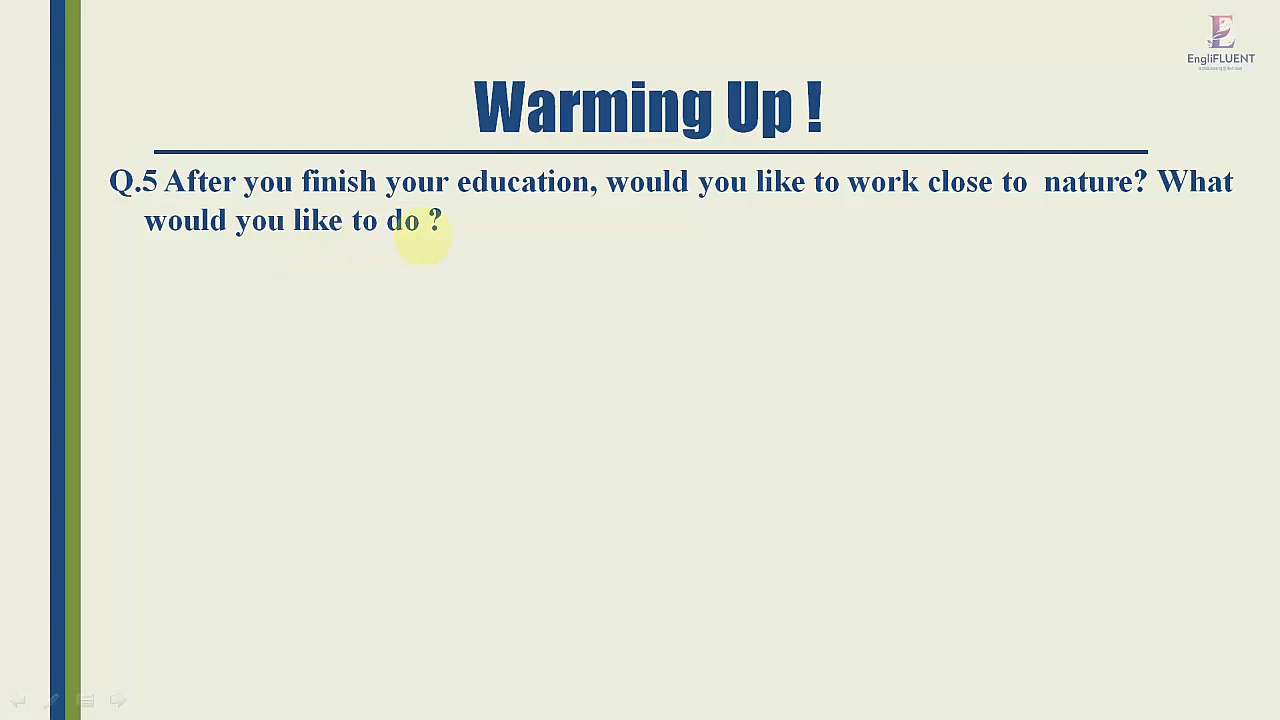 E
EngliFLUENT
Warming Up !
Q.5 After you finish your education, would you like to work close to nature? What
would you like to do ?